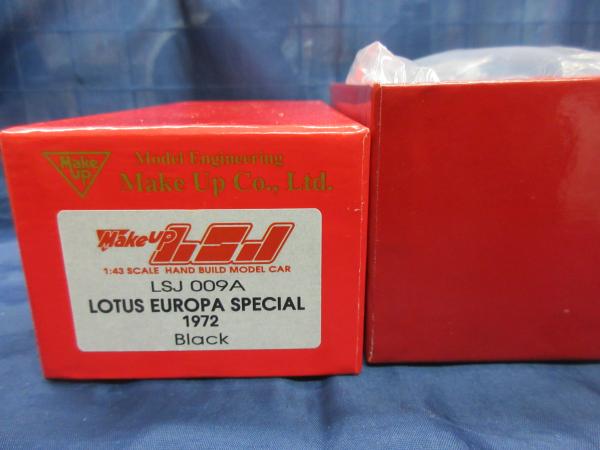 Make Up
Model Engineering
Make Up Co., Ltd.
Make Up LSJ
1:43 SCALE HAND BUILD MODEL CAR
LSJ 009A
LOTUS EUROPA SPECIAL
1972
Black